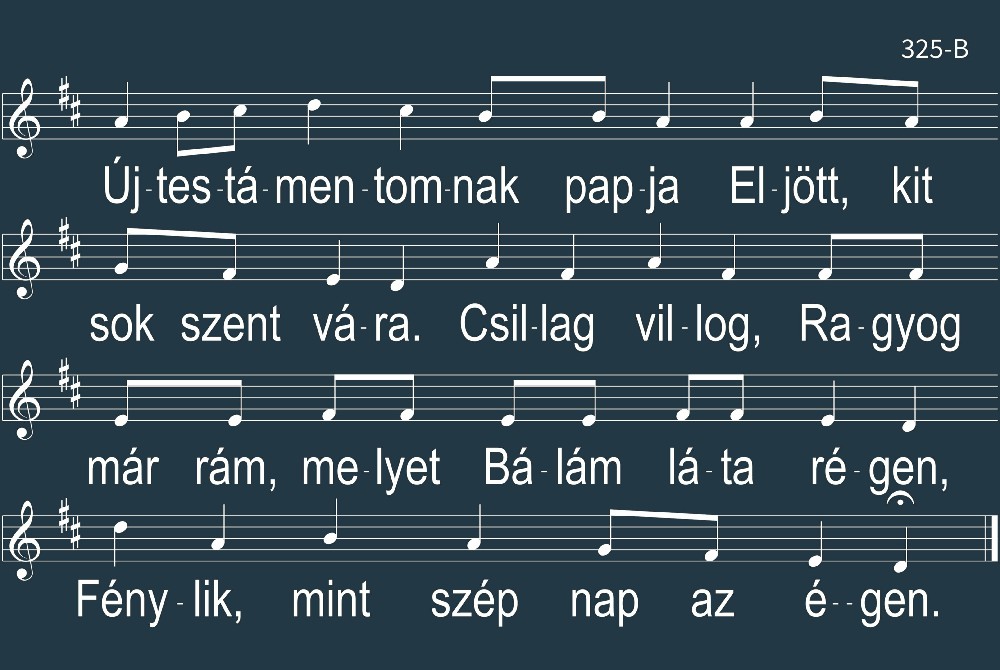 325-B
Új-tes-tá-men-tom-nak pap-ja El-jött, kit
sok szent vá-ra. Csil-lag vil-log, Ra-gyog
már rám, me-lyet Bá-lám lá-ta ré-gen,
Fény-lik, mint szép nap az é--gen.